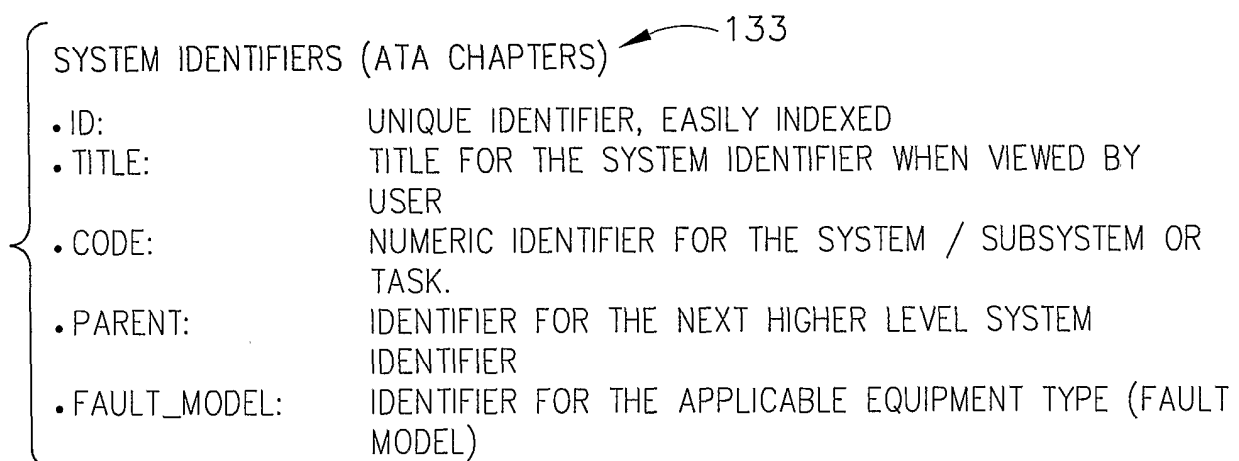 133
SYSTEM IDENTIFIERS (ATA CHAPTERS)
• ID: UNIQUE IDENTIFIER, EASILY INDEXED
• TITLE: TITLE FOR THE SYSTEM IDENTIFIER WHEN VIEWED BY
USER
• CODE: NUMERIC IDENTIFIER FOR THE SYSTEM / SUBSYSTEM OR
TASK.
• PARENT: IDENTIFIER FOR THE NEXT HIGHER LEVEL SYSTEM
IDENTIFIER
• FAULT_MODEL: IDENTIFIER FOR THE APPLICABLE EQUIPMENT TYPE (FAULT
MODEL)